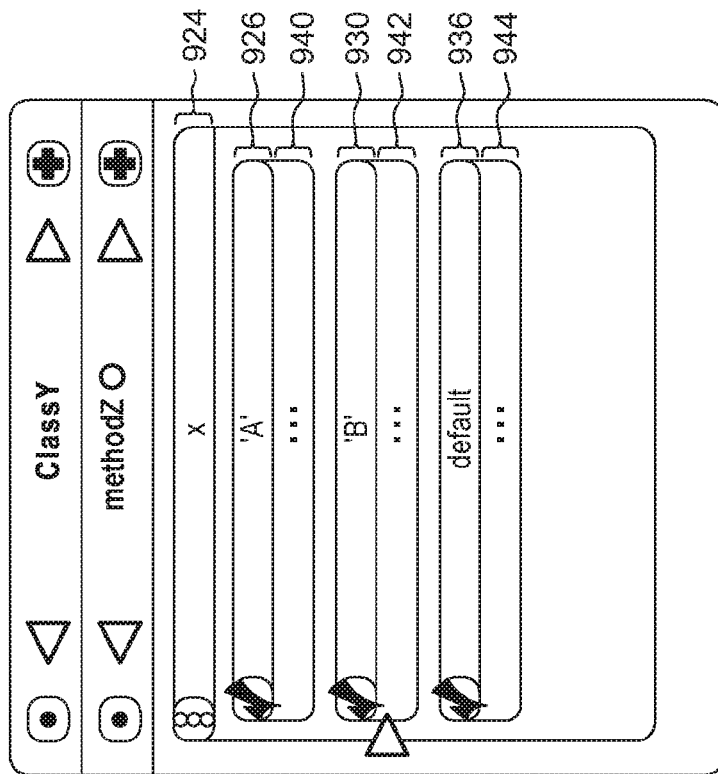 ClassY
methodZ
924
x
926
'A'
940
...
930
'B'
942
...
936
default
944
...